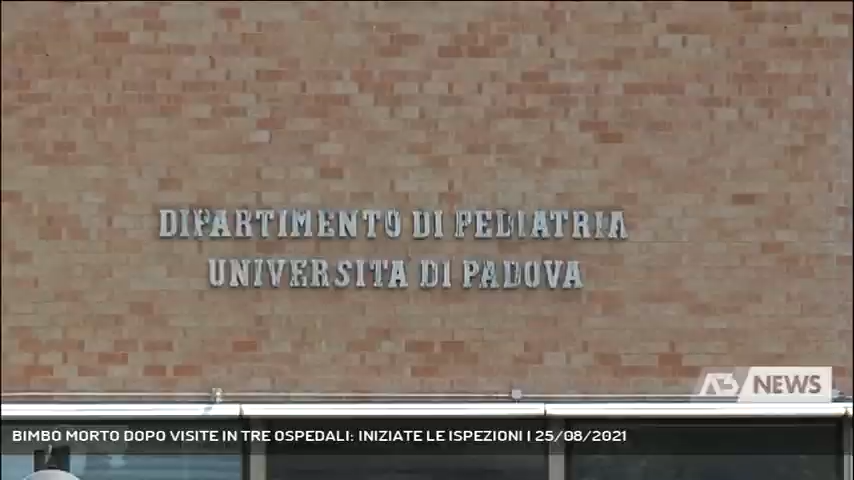 DIPARTIMENTO DI PEDIATRIA
UNIVERSITA DI PADOVA
A3 NEWS
BIMBO MORTO DOPO VISITE IN TRE OSPEDALI: INIZIATE LE ISPEZIONI | 25/08/2021